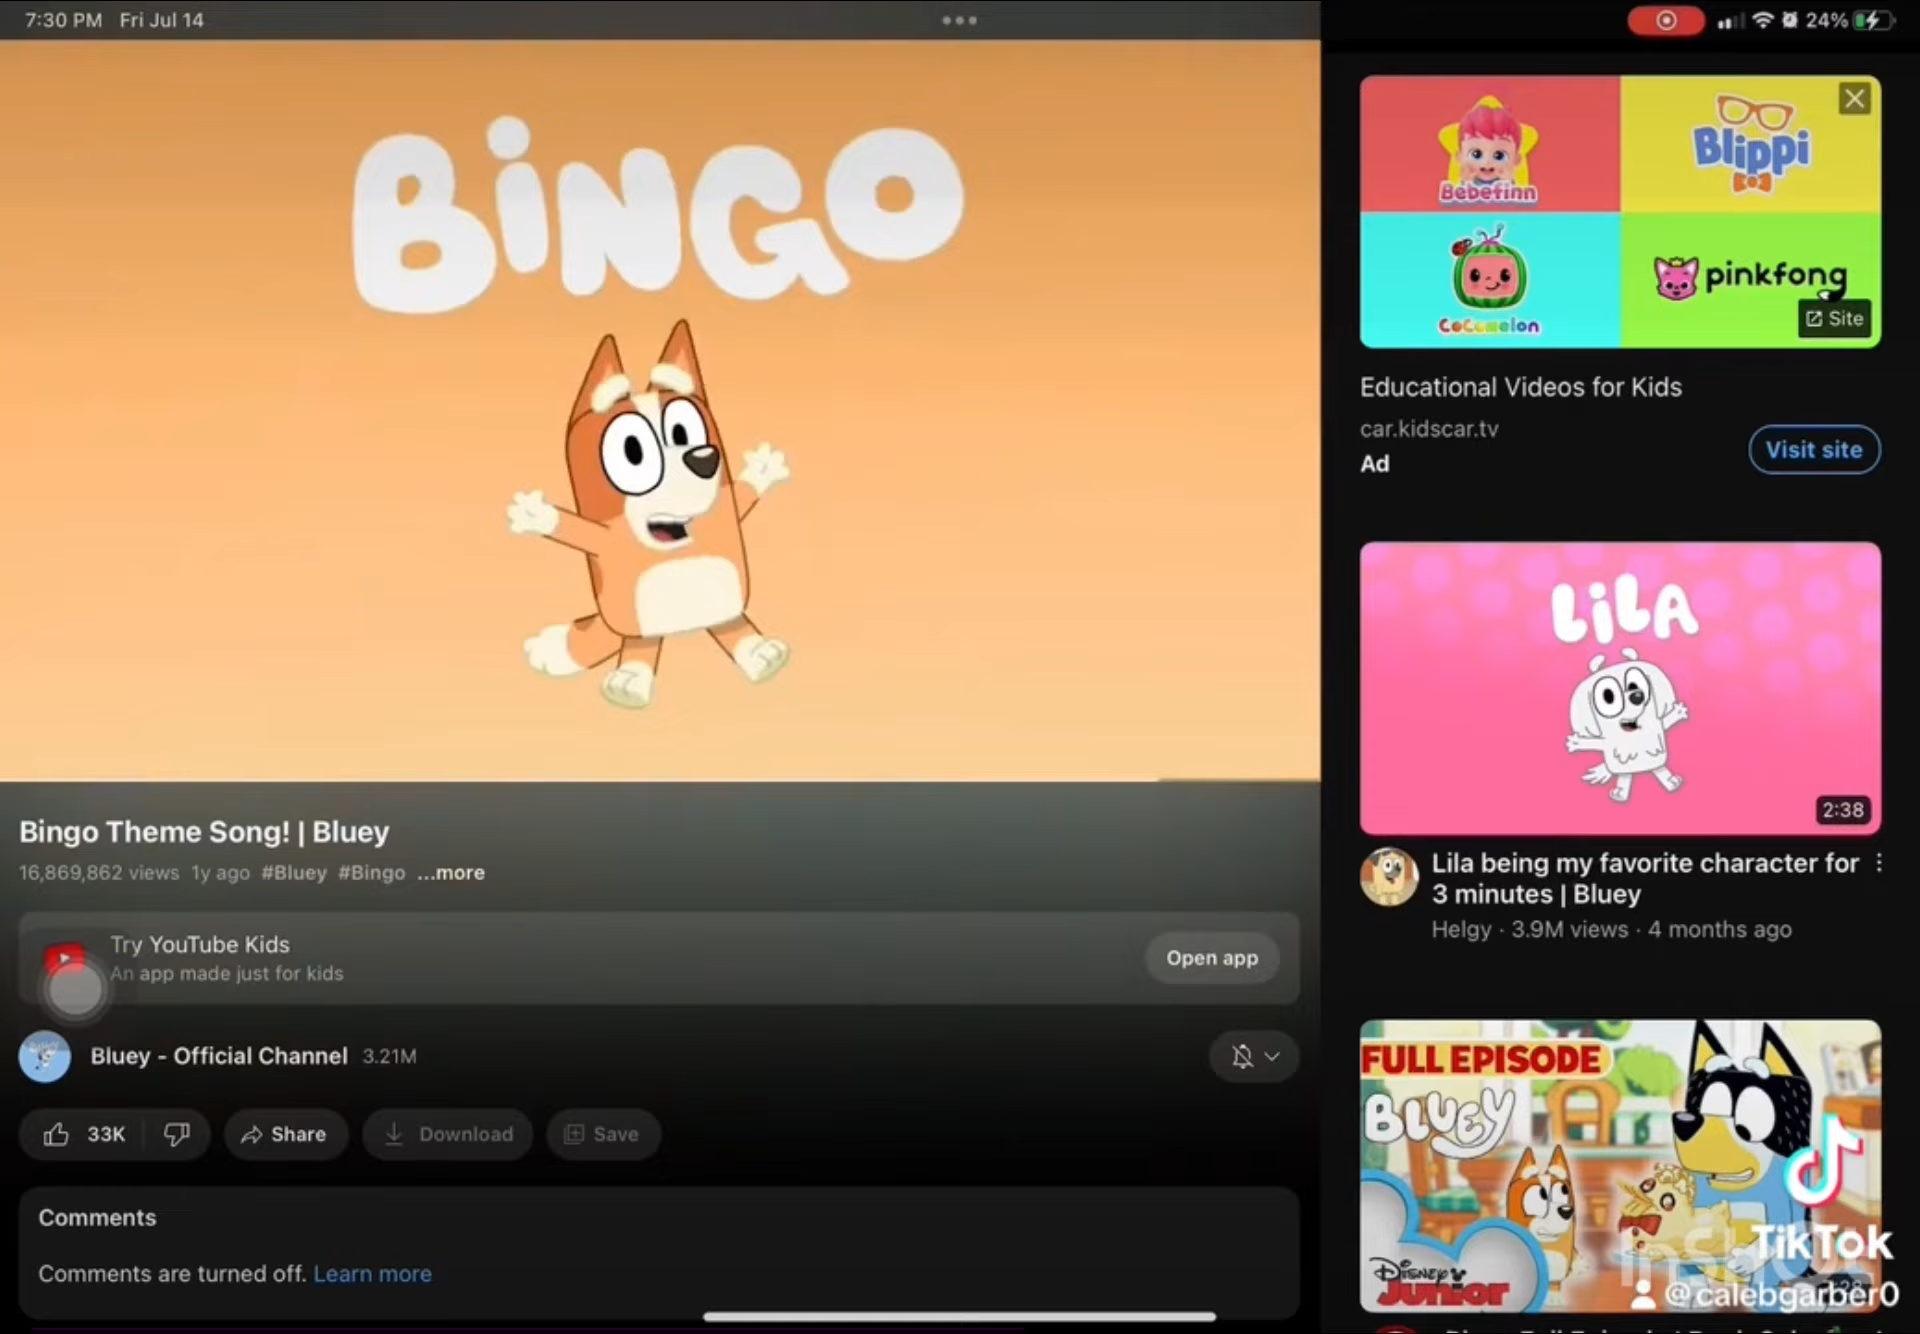 7:30 PM Fri Jul 14
24%
BiNGO
Bingo Theme Song! | Bluey
16,869,862 views 1y ago #Bluey #Bingo ...more
Try YouTube Kids
An app made just for kids
Open app
Bluey - Official Channel 3.21M
33K
Share
Download
Save
Comments
Comments are turned off. Learn more
Bebefinn
Blippi
CoComelon
pinkfong
Site
Educational Videos for Kids
car.kidscar.tv
Ad
Visit site
LiLA
2:38
Lila being my favorite character for
3 minutes | Bluey
Helgy · 3.9M views · 4 months ago
FULL EPISODE
BLUEY
Disney
Junior
TikTok
@calebgarber0